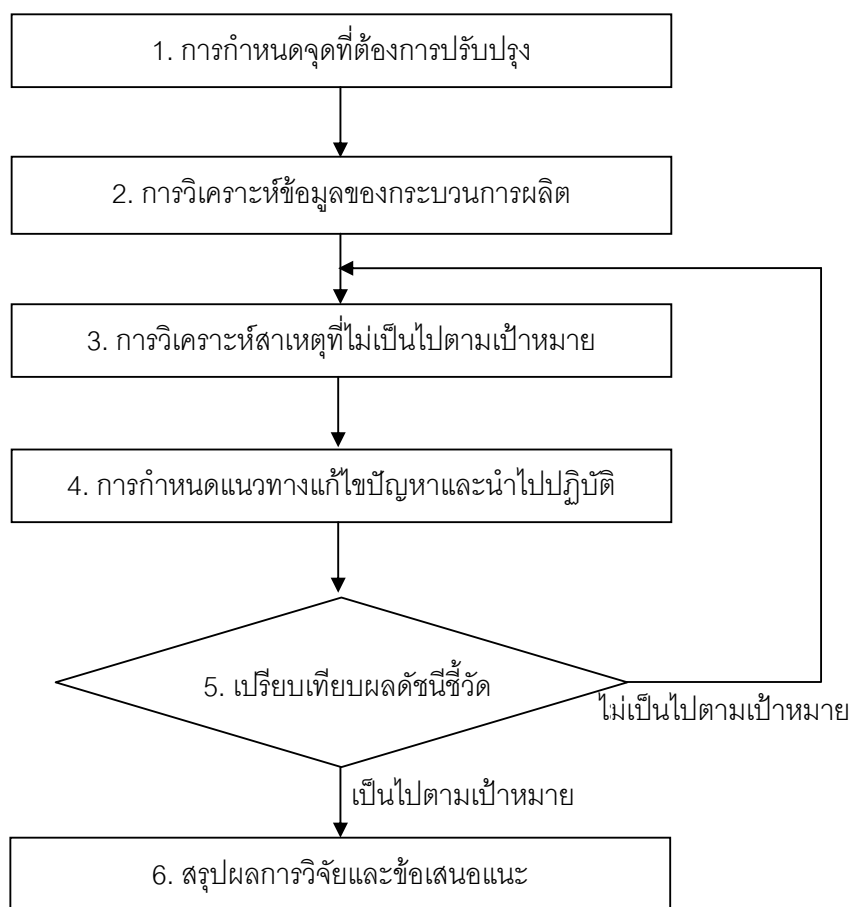 1. การกำหนดจุดที่ต้องการปรับปรุง
2. การวิเคราะห์ข้อมูลของกระบวนการผลิต
3. การวิเคราะห์สาเหตุที่ไม่เป็นไปตามเป้าหมาย
4. การกำหนดแนวทางแก้ไขปัญหาและนำไปปฏิบัติ
5. เปรียบเทียบผลดัชนีชี้วัด
ไม่เป็นไปตามเป้าหมาย
เป็นไปตามเป้าหมาย
6. สรุปผลการวิจัยและข้อเสนอแนะ